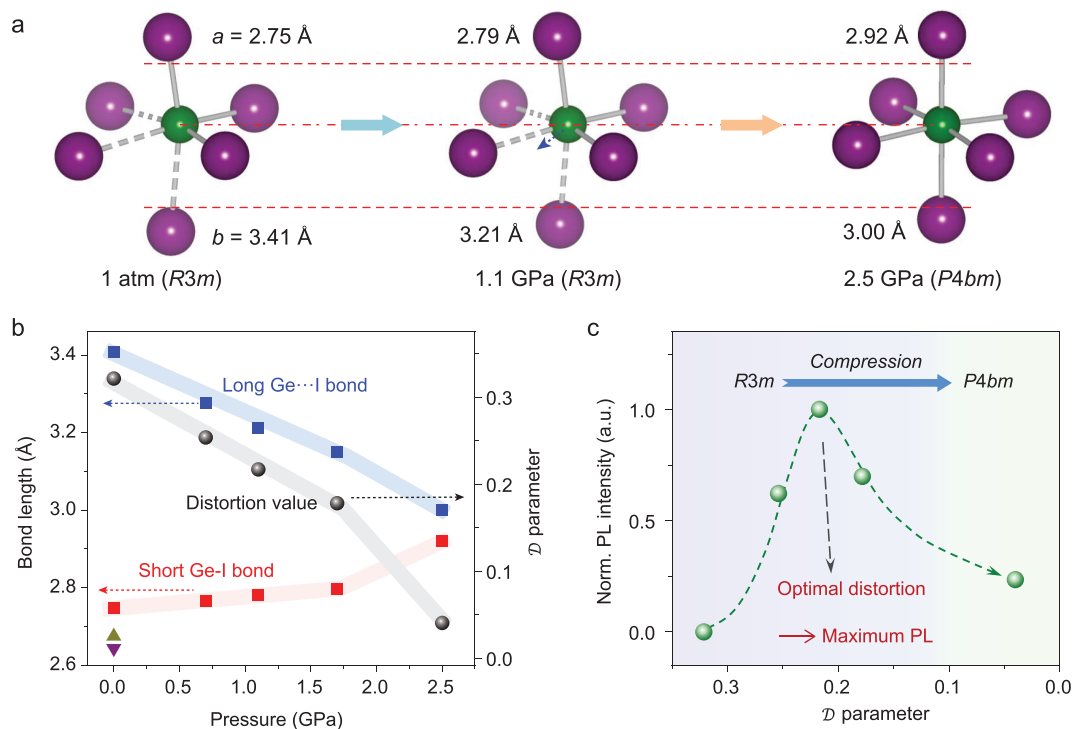 a
a = 2.75 Å
2.79 Å
2.92 Å
b = 3.41 Å
3.21 Å
3.00 Å
1 atm (R3m)
1.1 GPa (R3m)
2.5 GPa (P4bm)
b
3.4
3.2
3.0
2.8
2.6
Bond length (Å)
Long Ge···I bond
Distortion value
Short Ge-I bond
0.3
0.2
0.1
0.0
𝒟 parameter
0.0
0.5
1.0
1.5
2.0
2.5
Pressure (GPa)
c
Compression
R3m
P4bm
1.0
0.5
0.0
Norm. PL intensity (a.u.)
Optimal distortion
Maximum PL
0.3
0.2
0.1
0.0
𝒟 parameter